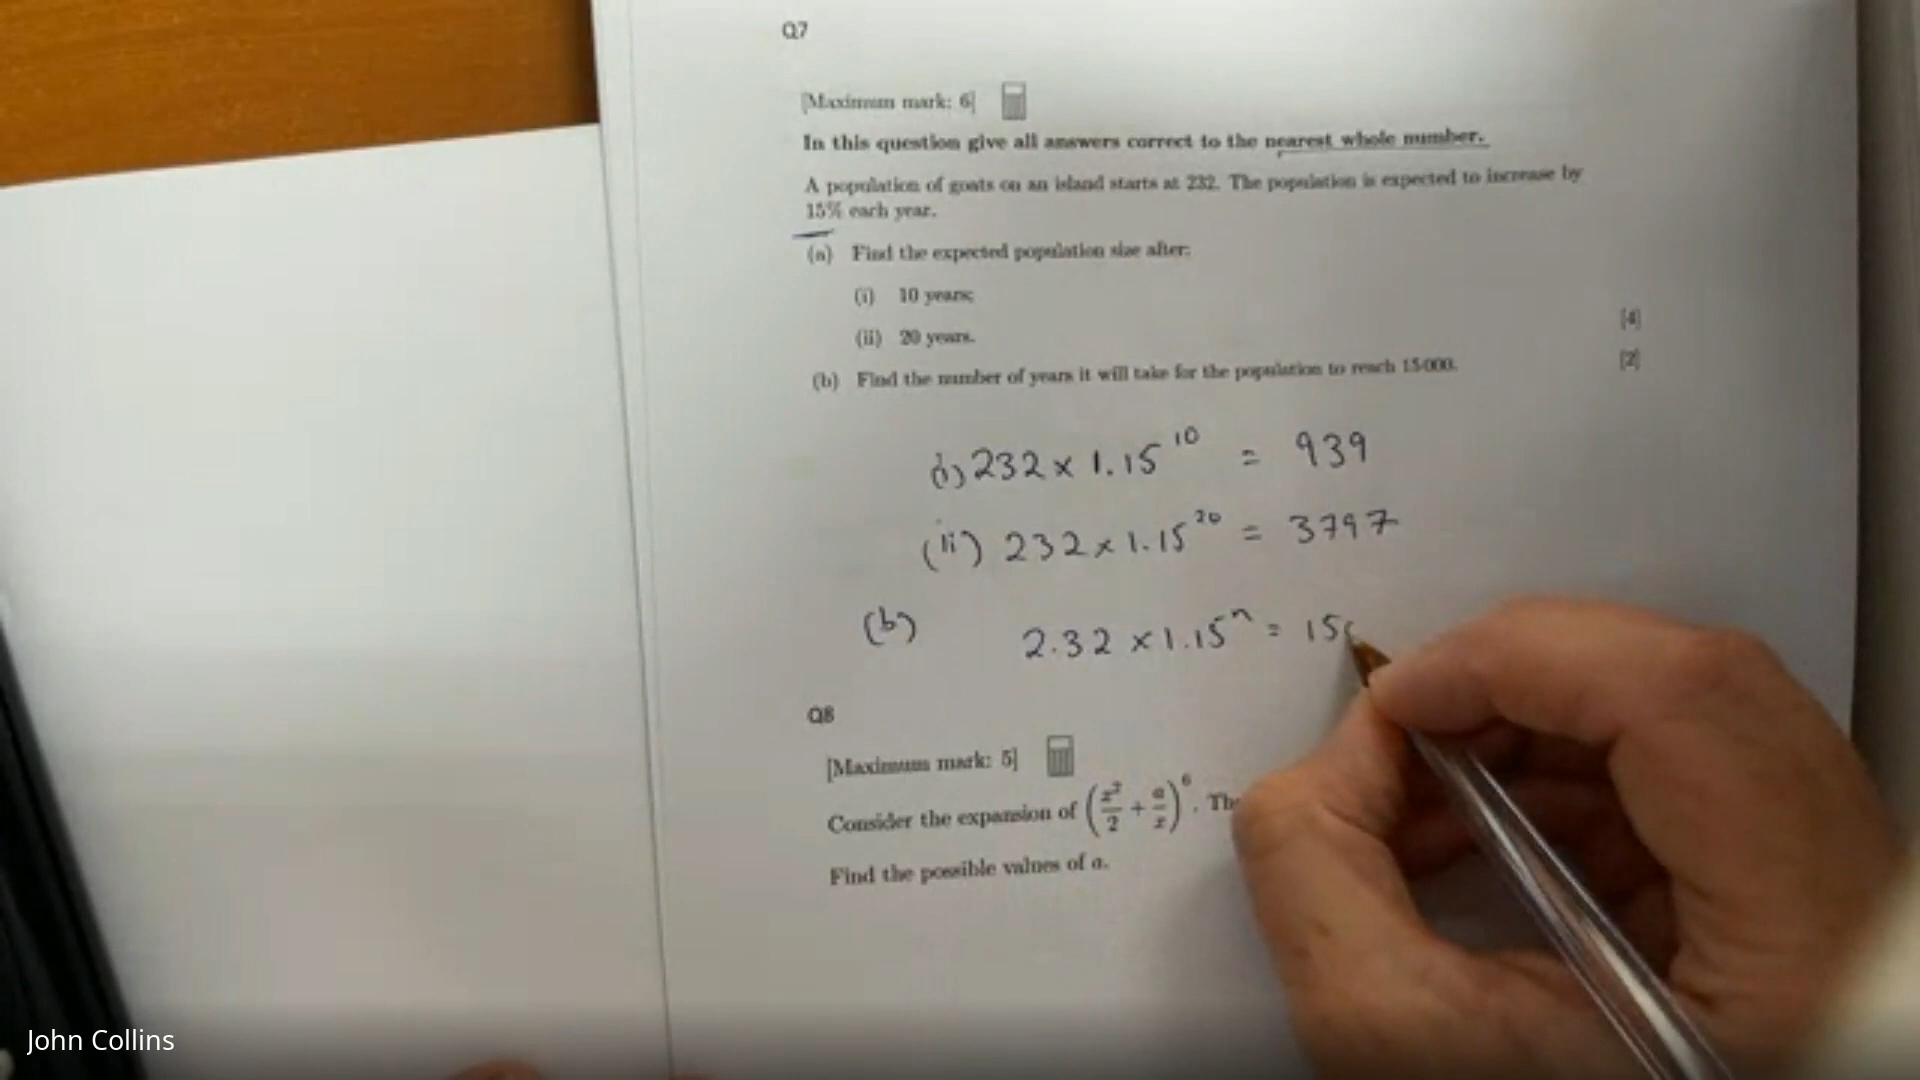 Q7
[Maximum mark: 6]
In this question give all answers correct to the nearest whole number.
A population of goats on an island starts at 232. The population is expected to increase by
15% each year.
(a) Find the expected population size after:
(i) 10 years;
(ii) 20 years. [4]
(b) Find the number of years it will take for the population to reach 15 000. [2]
(i) 232 × 1.15^10 = 939
(ii) 232 × 1.15^20 = 3797
(b) 2.32 × 1.15^n = 15
Q8
[Maximum mark: 5]
Consider the expansion of (x^2/2 + a/x)^6. Th
Find the possible values of a.
John Collins